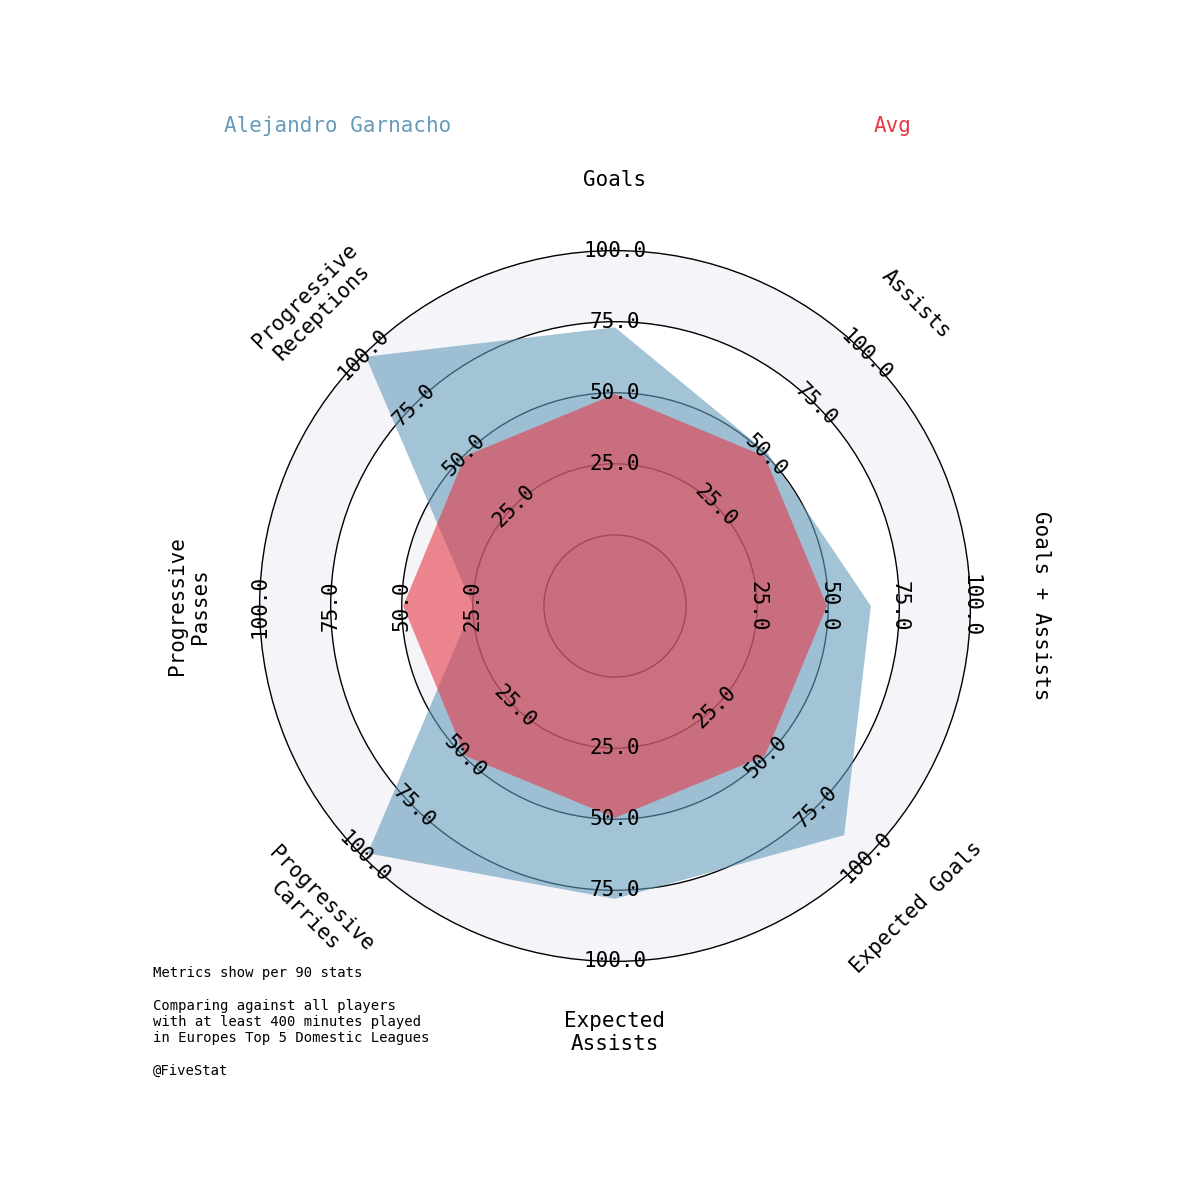 Alejandro Garnacho
Avg
Goals
Assists
Goals + Assists
Expected Goals
Expected
Assists
Progressive
Carries
Progressive
Passes
Progressive
Receptions
25.0
50.0
75.0
100.0
25.0
50.0
75.0
100.0
25.0
50.0
75.0
100.0
25.0
50.0
75.0
100.0
25.0
50.0
75.0
100.0
25.0
50.0
75.0
100.0
25.0
50.0
75.0
100.0
25.0
50.0
75.0
100.0
Metrics show per 90 stats
Comparing against all players
with at least 400 minutes played
in Europes Top 5 Domestic Leagues
@FiveStat